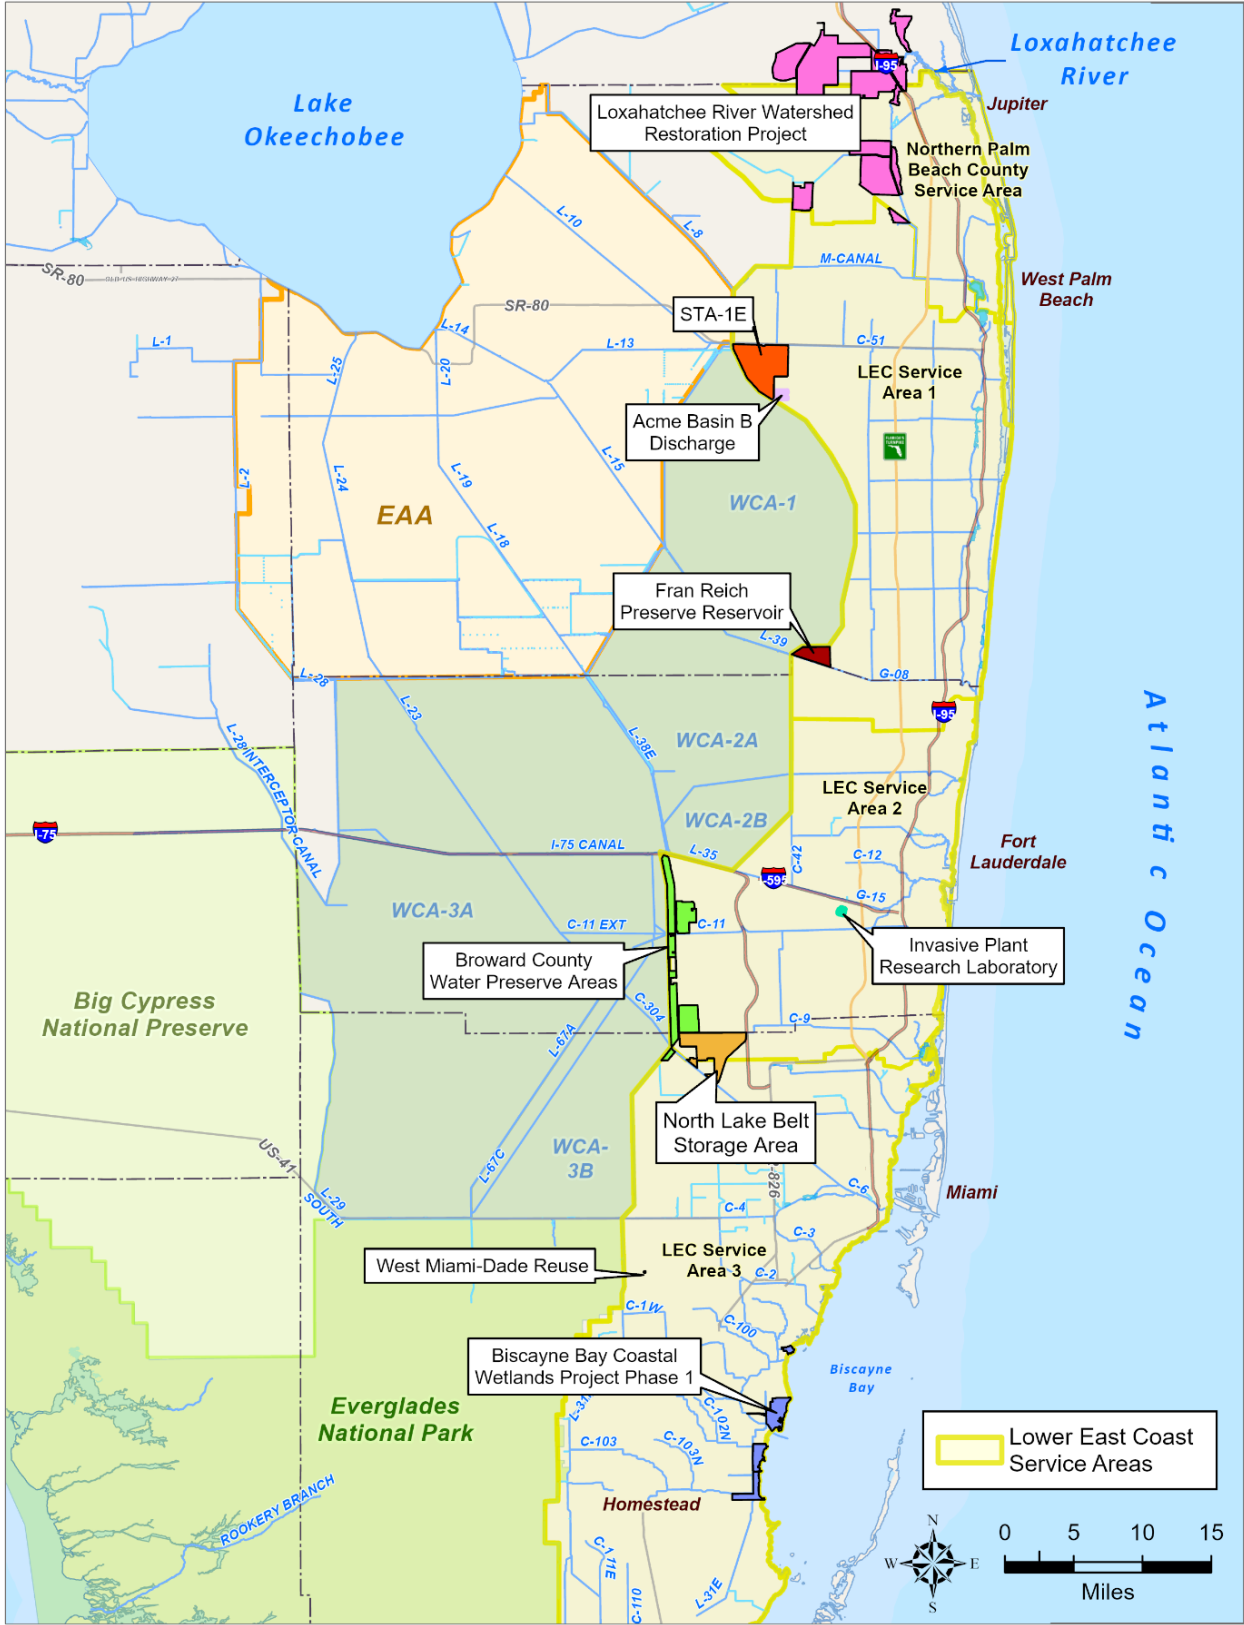 Loxahatchee
River
Lake
Okeechobee
I-95
Jupiter
Loxahatchee River Watershed
Restoration Project
Northern Palm
Beach County
Service Area
L-10
L-8
M-CANAL
SR-80
OLD US HIGHWAY 27
West Palm
Beach
SR-80
STA-1E
L-14
L-1
L-13
C-51
L-25
L-20
LEC Service
Area 1
Acme Basin B
Discharge
L-2
L-24
L-19
L-15
WCA-1
EAA
L-18
Fran Reich
Preserve Reservoir
L-39
L-28
G-08
L-23
I-95
L-28 INTERCEPTOR CANAL
L-38E
WCA-2A
Atlantic Ocean
LEC Service
Area 2
WCA-2B
I-75
I-75 CANAL
L-35
C-42
C-12
Fort
Lauderdale
I-595
G-15
WCA-3A
C-11 EXT
C-11
Invasive Plant
Research Laboratory
Broward County
Water Preserve Areas
Big Cypress
National Preserve
C-304
L-67A
C-9
North Lake Belt
Storage Area
US-41
WCA-
3B
L-67C
-826
C-6
Miami
L-29
SOUTH
C-4
C-3
LEC Service
Area 3
West Miami-Dade Reuse
C-2
C-1W
C-100
Biscayne Bay Coastal
Wetlands Project Phase 1
Biscayne
Bay
Everglades
National Park
L-31
C-102N
C-103
C-103N
Lower East Coast
Service Areas
Homestead
ROOKERY BRANCH
N
W
E
S
0 5 10 15
Miles
C-111E
C-110
L-31E